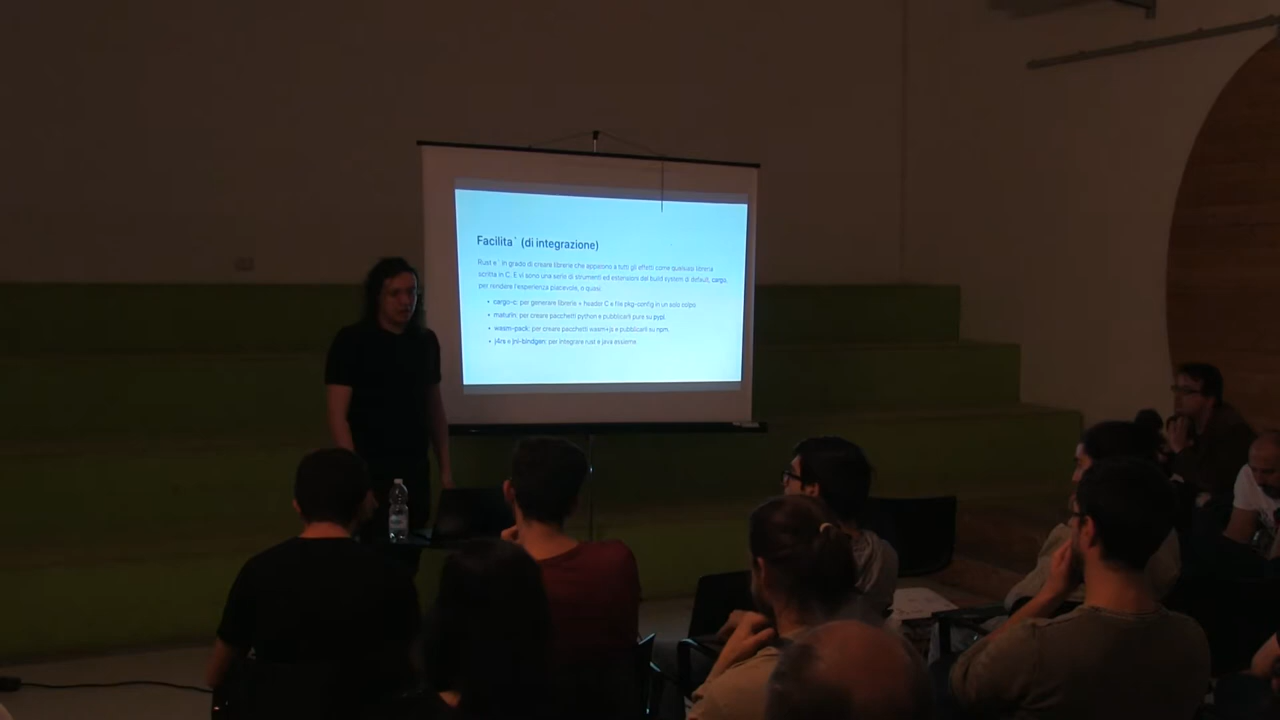 Facilita` (di integrazione)
Rust e` in grado di creare librerie che appaiono a tutti gli effetti come qualsiasi libreria
scritta in C. E vi sono una serie di strumenti ed estensioni del build system di default, cargo,
per rendere l'esperienza piacevole, o quasi:
• cargo-c: per generare librerie + header C e file pkg-config in un solo colpo
• maturin: per creare pacchetti python e pubblicarli pure su pypi.
• wasm-pack: per creare pacchetti wasm+js e pubblicarli su npm.
• j4rs e jni-bindgen: per integrare rust e java assieme.